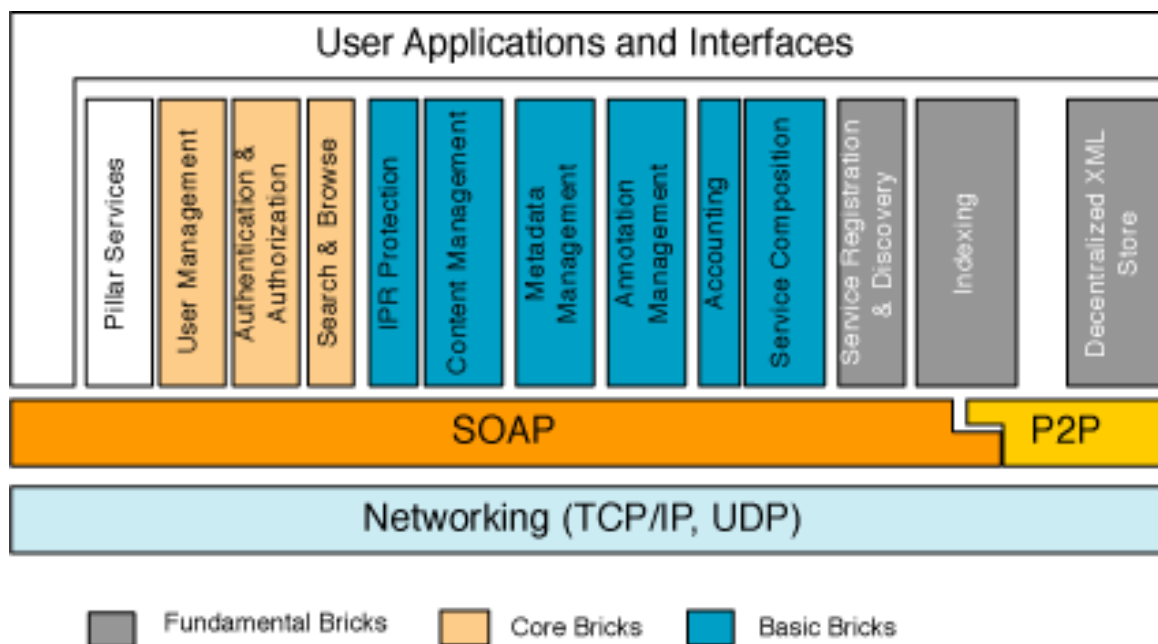 User Applications and Interfaces
Pillar Services
User Management
Authentication &
Authorization
Search & Browse
IPR Protection
Content Management
Metadata
Management
Annotation
Management
Accounting
Service Composition
Service Registration
& Discovery
Indexing
Decentralized XML
Store
SOAP
P2P
Networking (TCP/IP, UDP)
Fundamental Bricks
Core Bricks
Basic Bricks